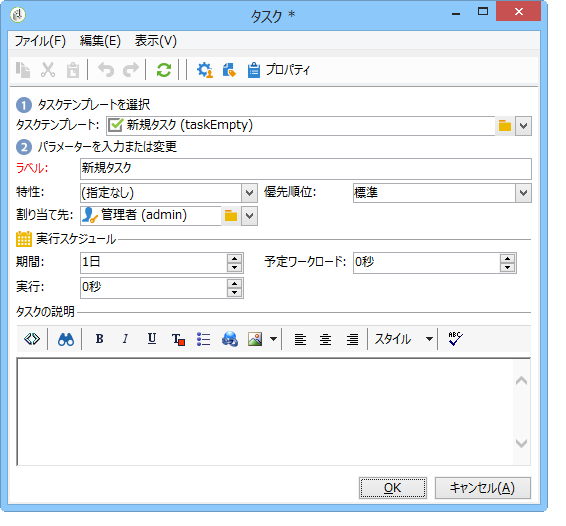 タスク *
ファイル(F) 編集(E) 表示(V)
プロパティ
1 タスクテンプレートを選択
タスクテンプレート: 新規タスク (taskEmpty)
2 パラメーターを入力または変更
ラベル: 新規タスク
特性: (指定なし) 優先順位: 標準
割り当て先: 管理者 (admin)
実行スケジュール
期間: 1日 予定ワークロード: 0秒
実行: 0秒
タスクの説明
B I U T スタイル ABC
OK キャンセル(A)